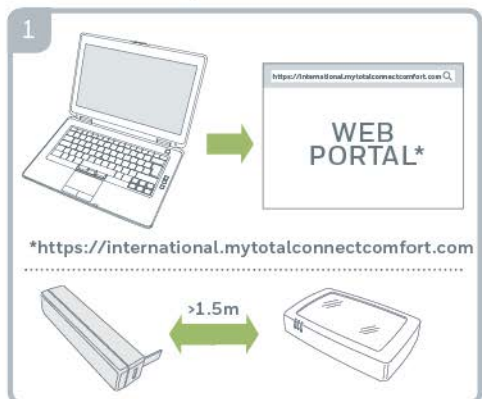 1
https://international.mytotalconnectcomfort.com
WEB
PORTAL*
*https://international.mytotalconnectcomfort.com
>1.5m